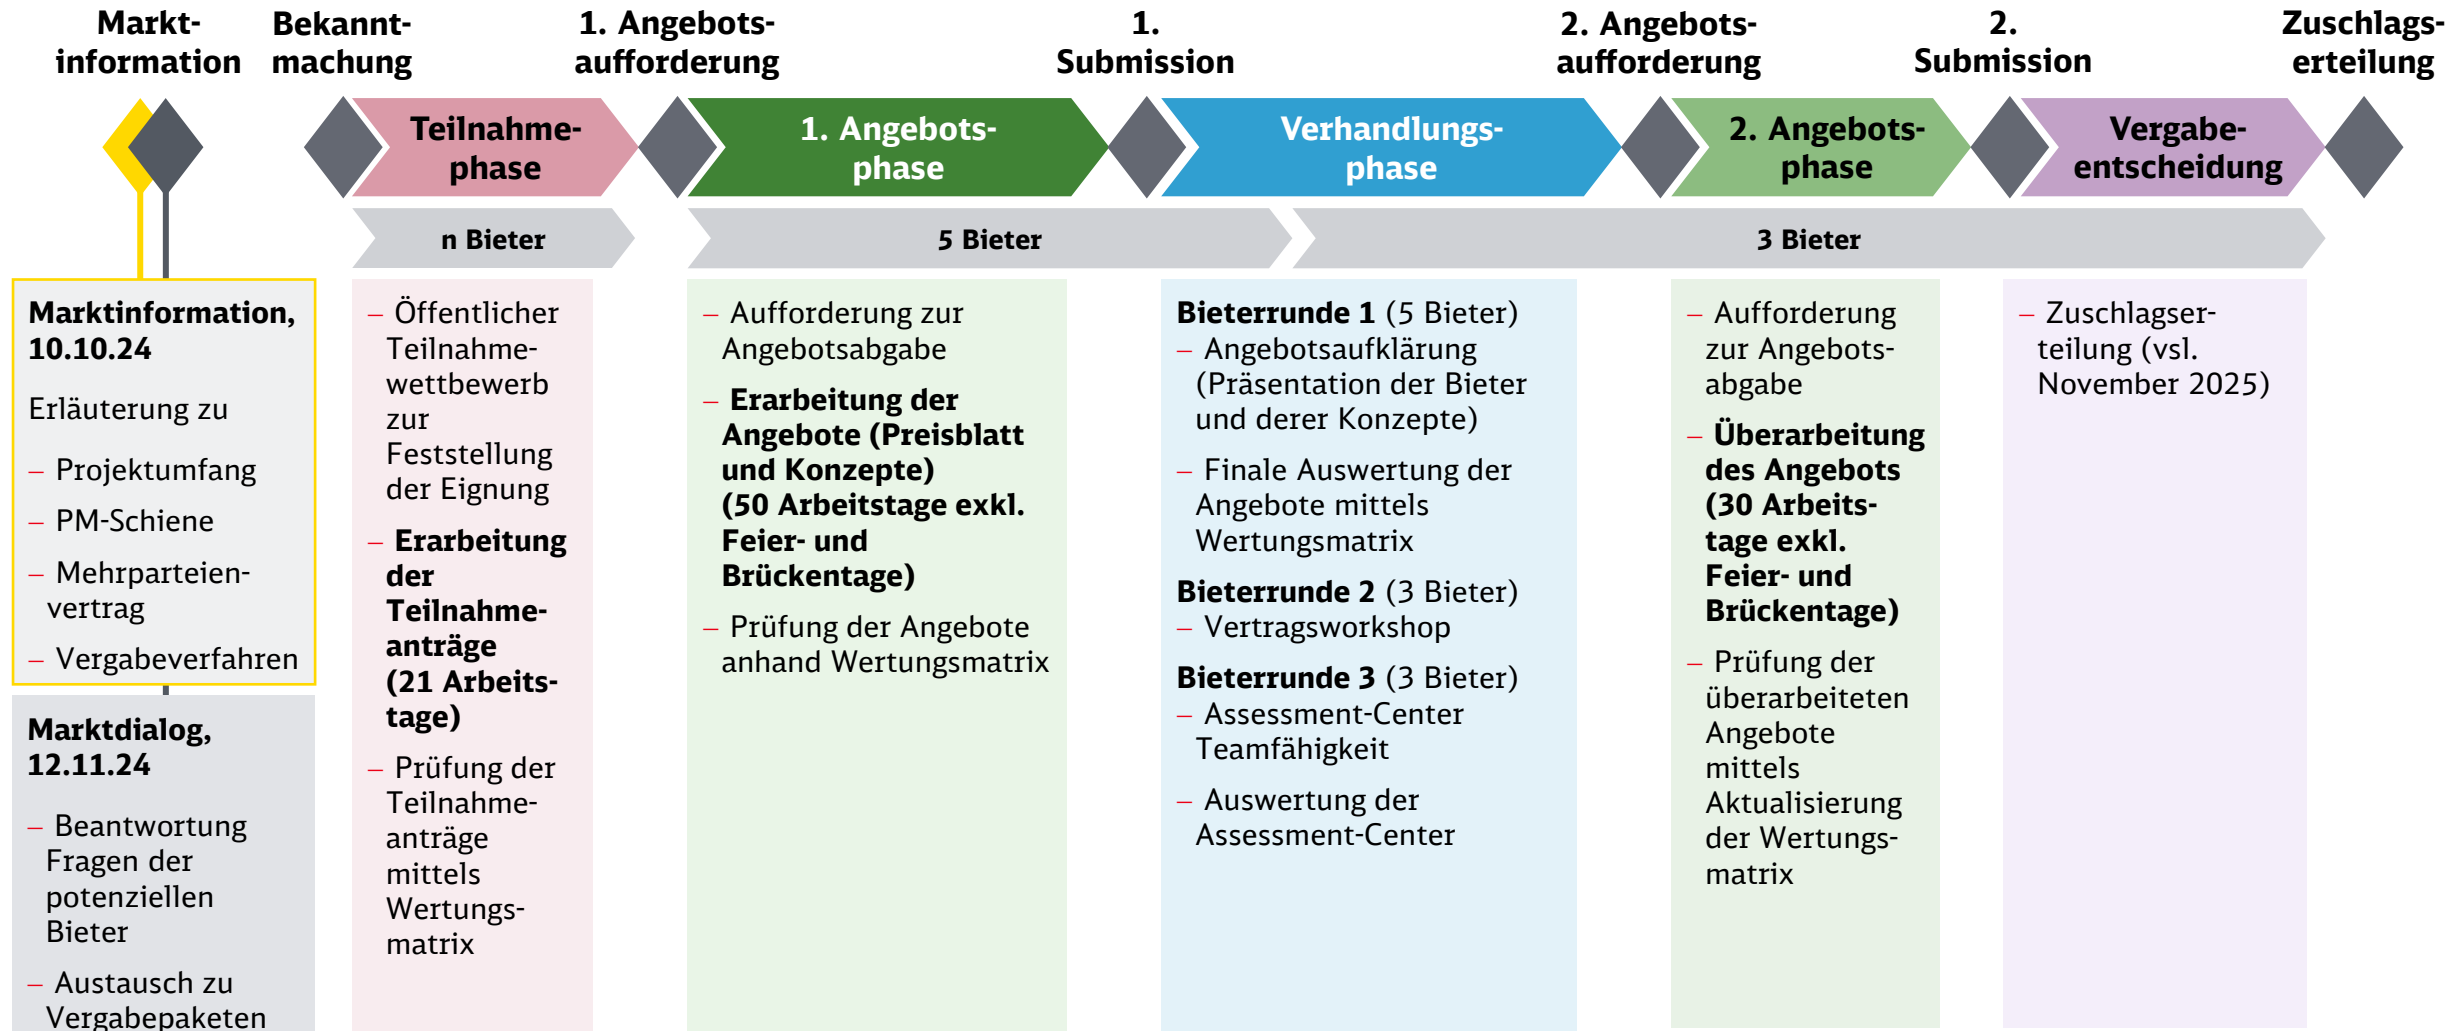 Markt-
information
Bekannt-
machung
1. Angebots-
aufforderung
1.
Submission
2. Angebots-
aufforderung
2.
Submission
Zuschlags-
erteilung
Teilnahme-
phase
1. Angebots-
phase
Verhandlungs-
phase
2. Angebots-
phase
Vergabe-
entscheidung
n Bieter
5 Bieter
3 Bieter
Marktinformation,
10.10.24
Erläuterung zu
– Projektumfang
– PM-Schiene
– Mehrparteien-
vertrag
– Vergabeverfahren
Marktdialog,
12.11.24
– Beantwortung
Fragen der
potenziellen
Bieter
– Austausch zu
Vergabepaketen
– Öffentlicher
Teilnahme-
wettbewerb
zur
Feststellung
der Eignung
– Erarbeitung
der
Teilnahme-
anträge
(21 Arbeits-
tage)
– Prüfung der
Teilnahme-
anträge
mittels
Wertungs-
matrix
– Aufforderung zur
Angebotsabgabe
– Erarbeitung der
Angebote (Preisblatt
und Konzepte)
(50 Arbeitstage exkl.
Feier- und
Brückentage)
– Prüfung der Angebote
anhand Wertungsmatrix
Bieterrunde 1 (5 Bieter)
– Angebotsaufklärung
(Präsentation der Bieter
und derer Konzepte)
– Finale Auswertung der
Angebote mittels
Wertungsmatrix
Bieterrunde 2 (3 Bieter)
– Vertragsworkshop
Bieterrunde 3 (3 Bieter)
– Assessment-Center
Teamfähigkeit
– Auswertung der
Assessment-Center
– Aufforderung
zur Angebots-
abgabe
– Überarbeitung
des Angebots
(30 Arbeits-
tage exkl.
Feier- und
Brückentage)
– Prüfung der
überarbeiteten
Angebote
mittels
Aktualisierung
der Wertungs-
matrix
– Zuschlagser-
teilung (vsl.
November 2025)